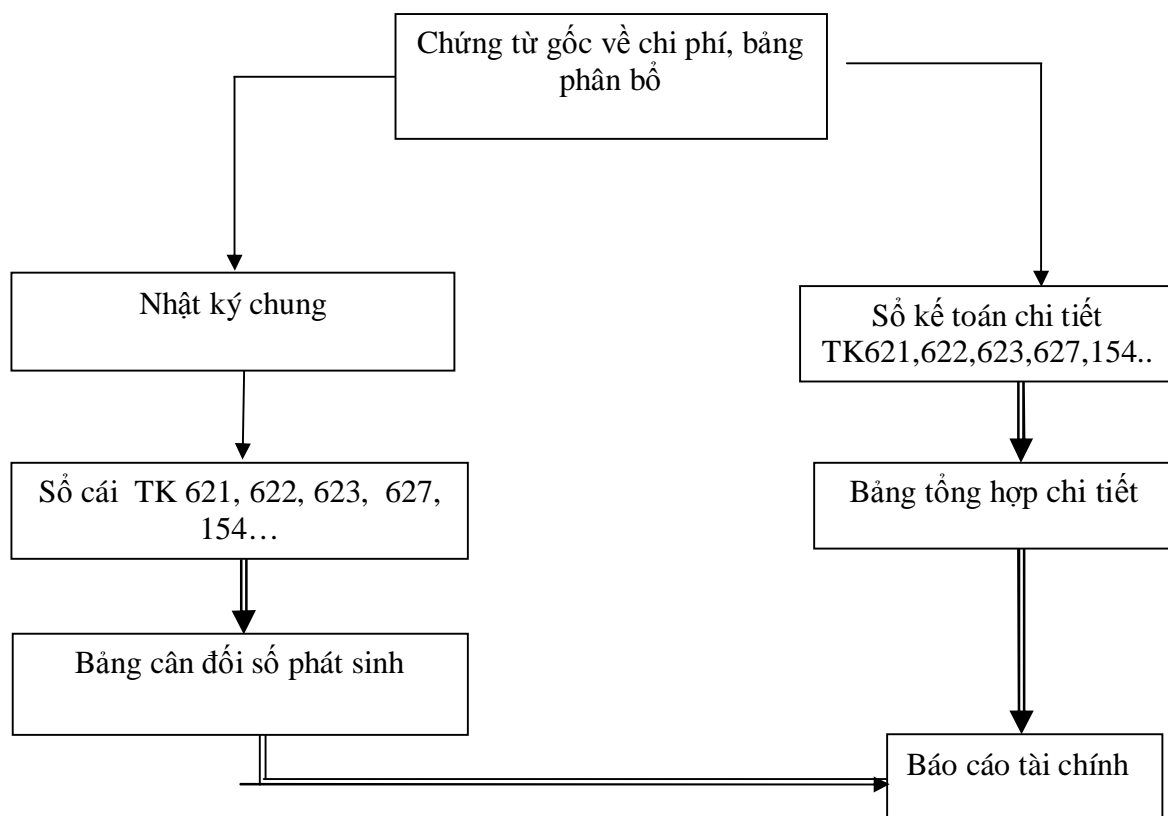 Chứng từ gốc về chi phí, bảng
phân bổ
Nhật ký chung
Sổ kế toán chi tiết
TK621,622,623,627,154..
Sổ cái TK 621, 622, 623, 627,
154…
Bảng tổng hợp chi tiết
Bảng cân đối số phát sinh
Báo cáo tài chính